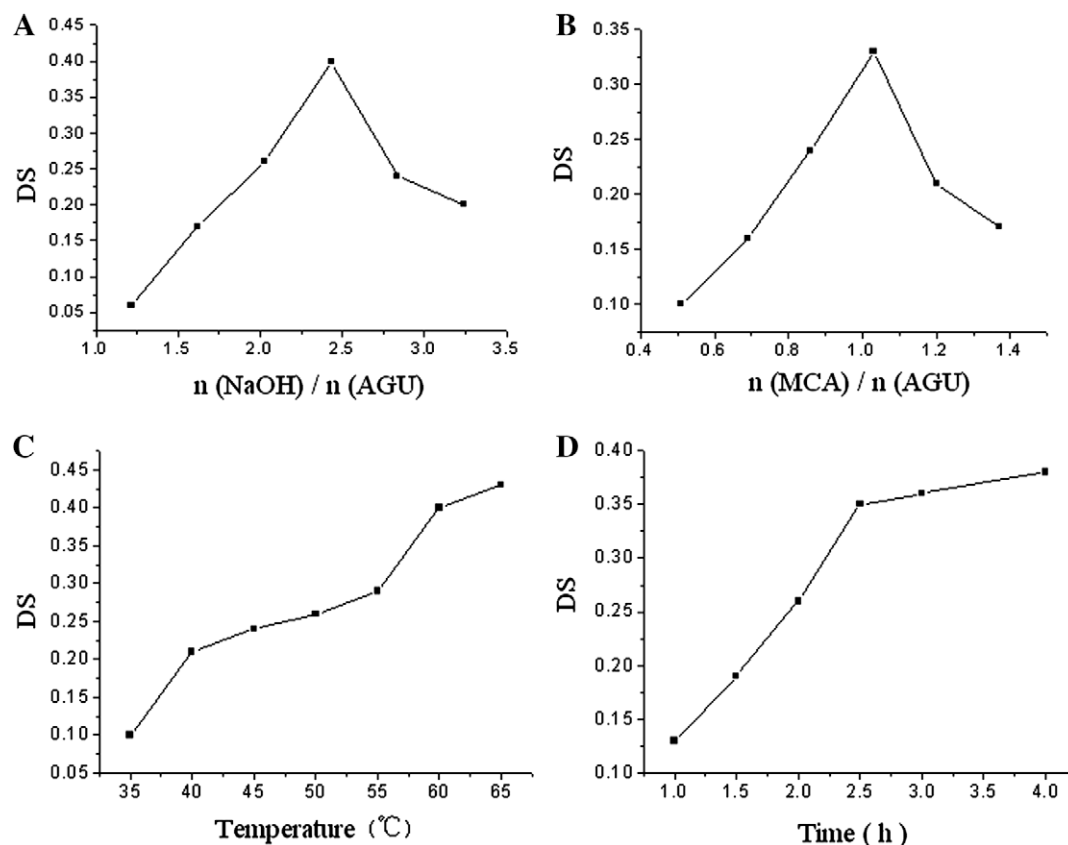 A
0.45
0.40
0.35
0.30
0.25
0.20
0.15
0.10
0.05
DS
1.0 1.5 2.0 2.5 3.0 3.5
n (NaOH) / n (AGU)
B
0.35
0.30
0.25
0.20
0.15
0.10
DS
0.4 0.6 0.8 1.0 1.2 1.4
n (MCA) / n (AGU)
C
0.45
0.40
0.35
0.30
0.25
0.20
0.15
0.10
0.05
DS
35 40 45 50 55 60 65
Temperature (℃)
D
0.40
0.35
0.30
0.25
0.20
0.15
0.10
DS
1.0 1.5 2.0 2.5 3.0 3.5 4.0
Time ( h )